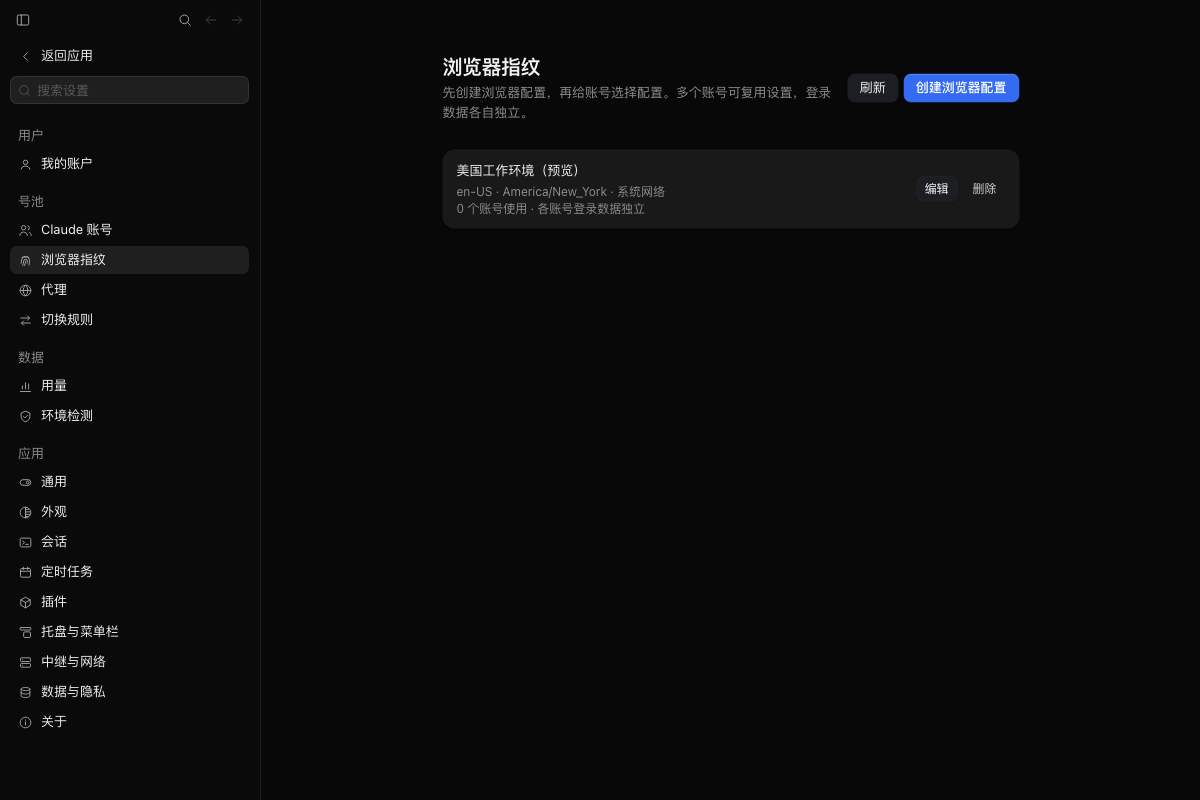 返回应用
搜索设置
用户
我的账户
号池
Claude 账号
浏览器指纹
代理
切换规则
数据
用量
环境检测
应用
通用
外观
会话
定时任务
插件
托盘与菜单栏
中继与网络
数据与隐私
关于
浏览器指纹
先创建浏览器配置，再给账号选择配置。多个账号可复用设置，登录
数据各自独立。
刷新
创建浏览器配置
美国工作环境（预览）
en-US · America/New_York · 系统网络
0 个账号使用 · 各账号登录数据独立
编辑
删除